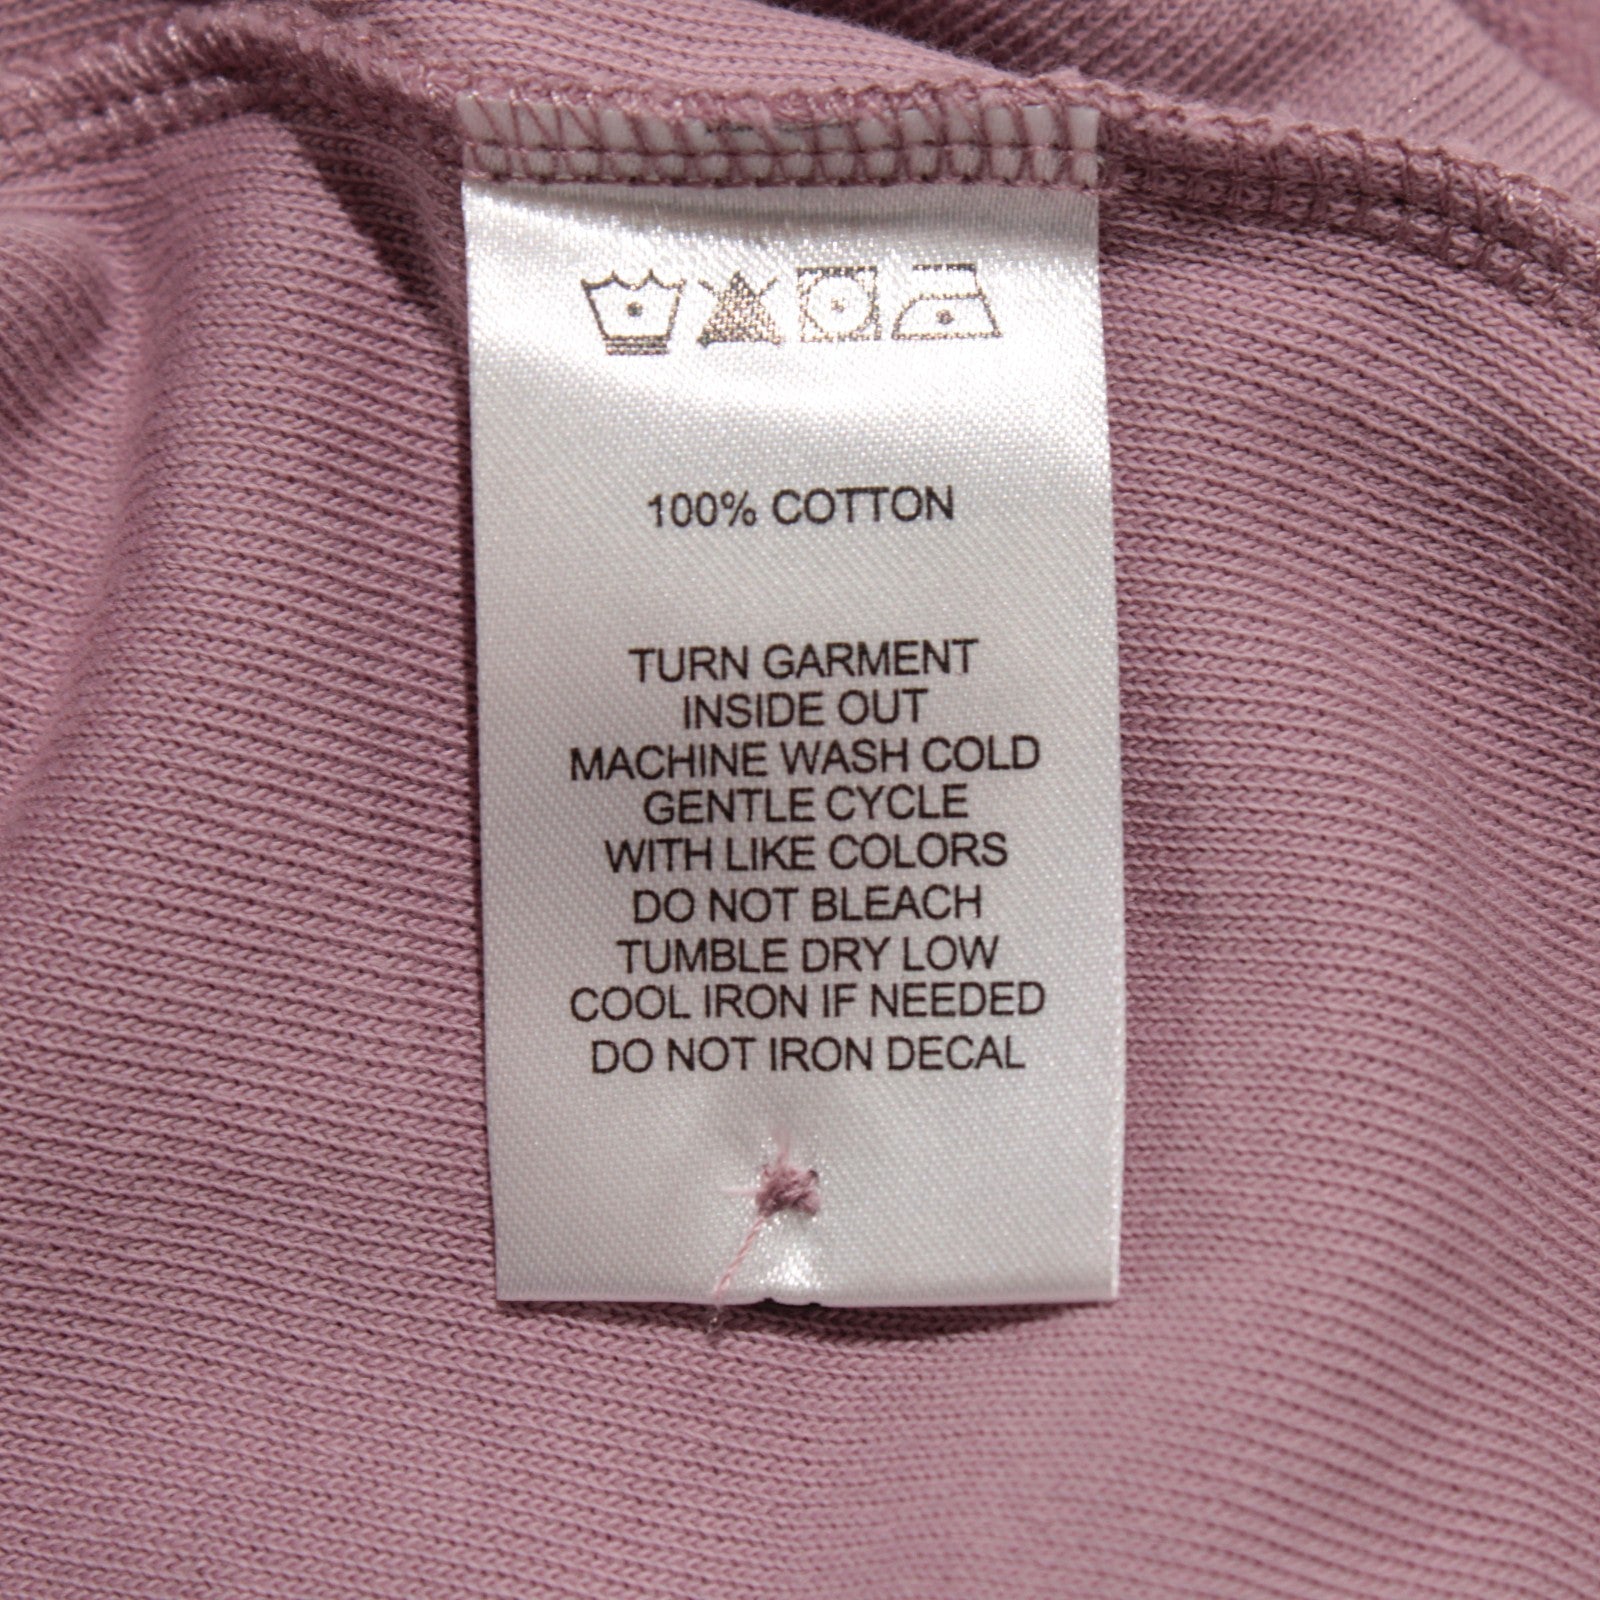 100% COTTON
TURN GARMENT
INSIDE OUT
MACHINE WASH COLD
GENTLE CYCLE
WITH LIKE COLORS
DO NOT BLEACH
TUMBLE DRY LOW
COOL IRON IF NEEDED
DO NOT IRON DECAL